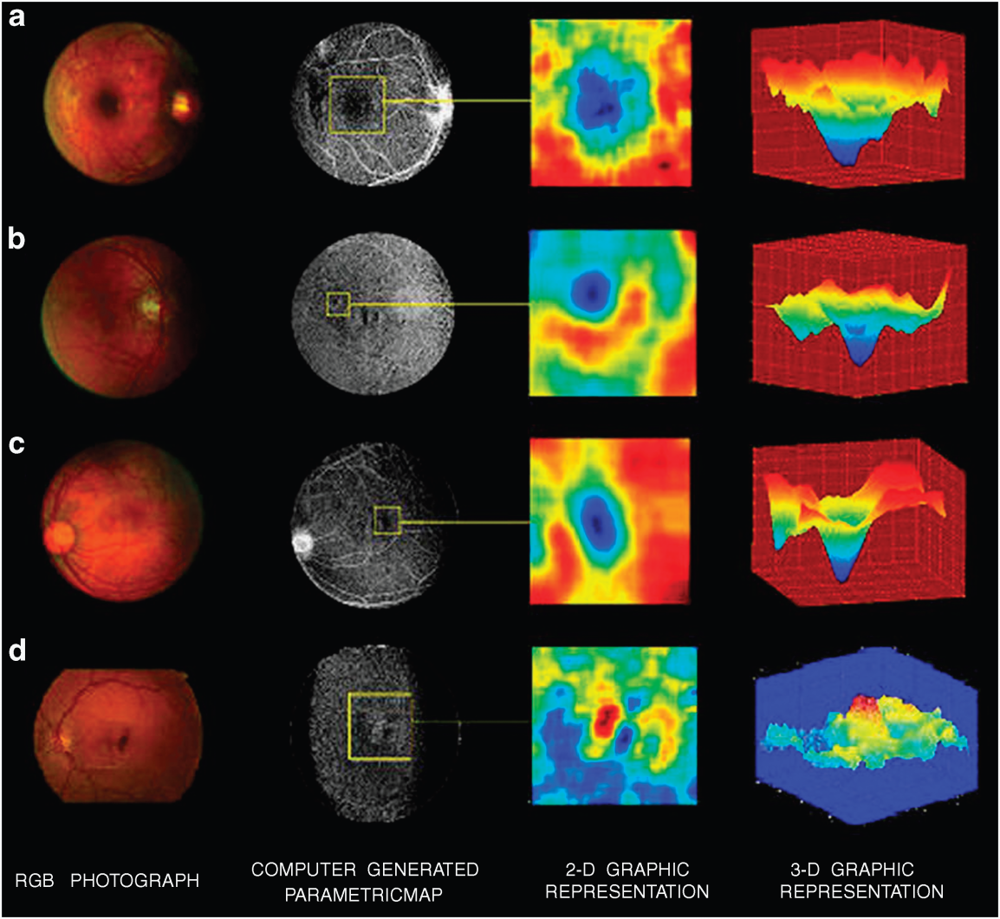 a
b
c
d
RGB PHOTOGRAPH
COMPUTER GENERATED
PARAMETRICMAP
2-D GRAPHIC
REPRESENTATION
3-D GRAPHIC
REPRESENTATION